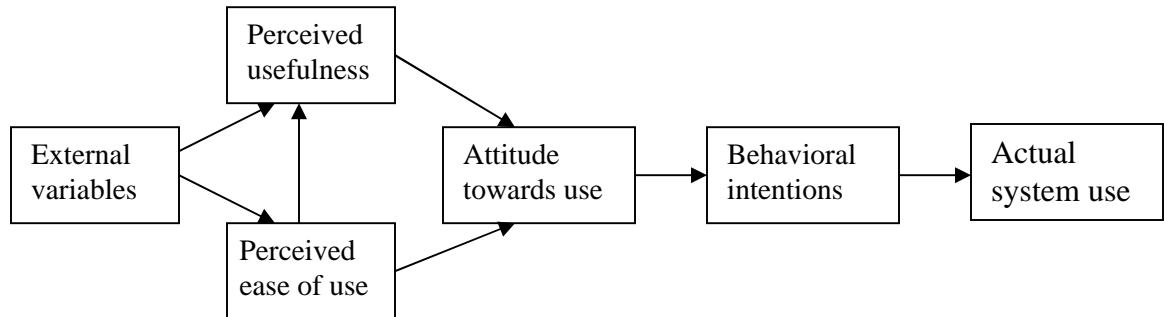 Perceived
usefulness
External
variables
Perceived
ease of use
Attitude
towards use
Behavioral
intentions
Actual
system use